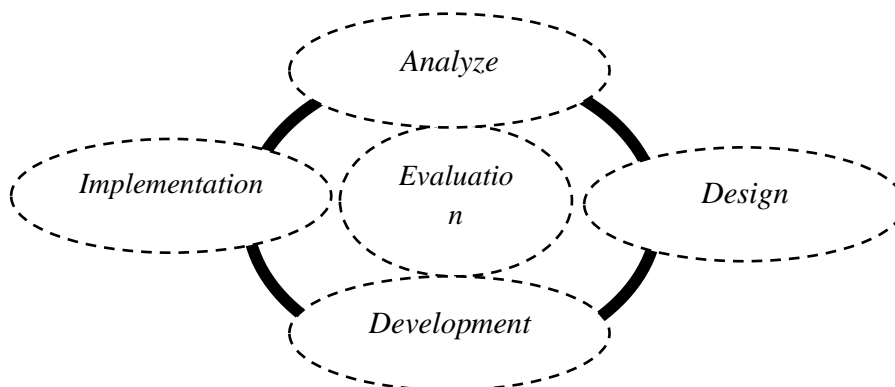 Analyze
Implementation
Evaluatio
n
Design
Development